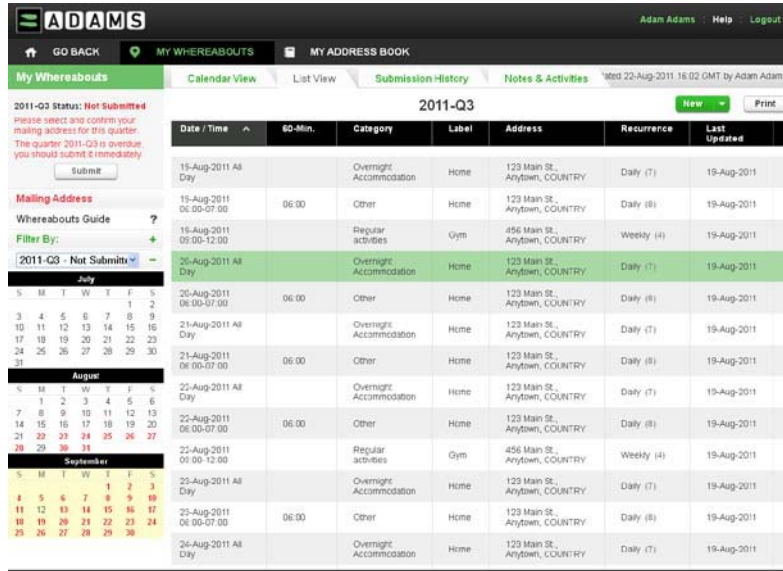 ADAMS
Adam Adams Help Logout
GO BACK MY WHEREABOUTS MY ADDRESS BOOK
My Whereabouts
Calendar View List View Submission History Notes & Activities ated 22-Aug-2011 16:02 GMT by Adam Adam
2011-Q3 Status: Not Submitted
Please select and confirm your
mailing address for this quarter.
The quarter 2011-Q3 is overdue,
you should submit it immediately.
Submit
Mailing Address
Whereabouts Guide ?
Filter By: +
2011-Q3 - Not Submitte −
July
S M T W T F S
1 2
3 4 5 6 7 8 9
10 11 12 13 14 15 16
17 18 19 20 21 22 23
24 25 26 27 28 29 30
31
August
S M T W T F S
1 2 3 4 5 6
7 8 9 10 11 12 13
14 15 16 17 18 19 20
21 22 23 24 25 26 27
28 29 30 31
September
S M T W T F S
1 2 3
4 5 6 7 8 9 10
11 12 13 14 15 16 17
18 19 20 21 22 23 24
25 26 27 28 29 30
2011-Q3
New Print
Date / Time 60-Min. Category Label Address Recurrence Last
Updated
19-Aug-2011 All Overnight Home 123 Main St., Daily (7) 19-Aug-2011
Day Accommodation Anytown, COUNTRY
19-Aug-2011 06:00 Other Home 123 Main St., Daily (8) 19-Aug-2011
06:00-07:00 Anytown, COUNTRY
19-Aug-2011 Regular Gym 456 Main St., Weekly (4) 19-Aug-2011
09:00-12:00 activities Anytown, COUNTRY
20-Aug-2011 All Overnight Home 123 Main St., Daily (7) 19-Aug-2011
Day Accommodation Anytown, COUNTRY
20-Aug-2011 06:00 Other Home 123 Main St., Daily (8) 19-Aug-2011
06:00-07:00 Anytown, COUNTRY
21-Aug-2011 All Overnight Home 123 Main St., Daily (7) 19-Aug-2011
Day Accommodation Anytown, COUNTRY
21-Aug-2011 06:00 Other Home 123 Main St., Daily (8) 19-Aug-2011
06:00-07:00 Anytown, COUNTRY
22-Aug-2011 All Overnight Home 123 Main St., Daily (7) 19-Aug-2011
Day Accommodation Anytown, COUNTRY
22-Aug-2011 06:00 Other Home 123 Main St., Daily (8) 19-Aug-2011
06:00-07:00 Anytown, COUNTRY
22-Aug-2011 Regular Gym 456 Main St., Weekly (4) 19-Aug-2011
09:00-12:00 activities Anytown, COUNTRY
23-Aug-2011 All Overnight Home 123 Main St., Daily (7) 19-Aug-2011
Day Accommodation Anytown, COUNTRY
23-Aug-2011 06:00 Other Home 123 Main St., Daily (8) 19-Aug-2011
06:00-07:00 Anytown, COUNTRY
24-Aug-2011 All Overnight Home 123 Main St., Daily (7) 19-Aug-2011
Day Accommodation Anytown, COUNTRY